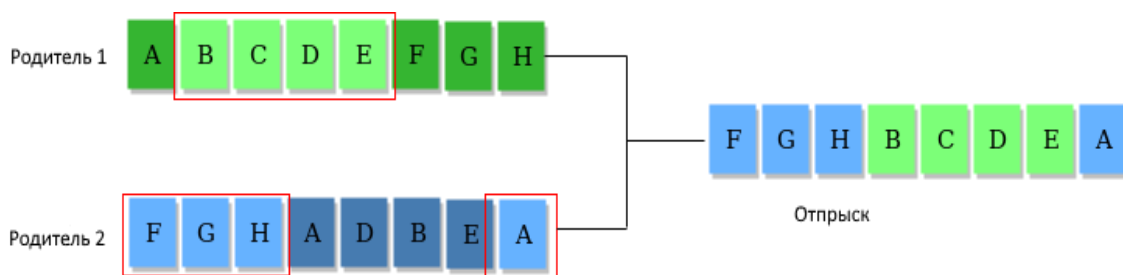 Родитель 1
A B C D E F G H
F G H B C D E A
Отпрыск
Родитель 2
F G H A D B E A